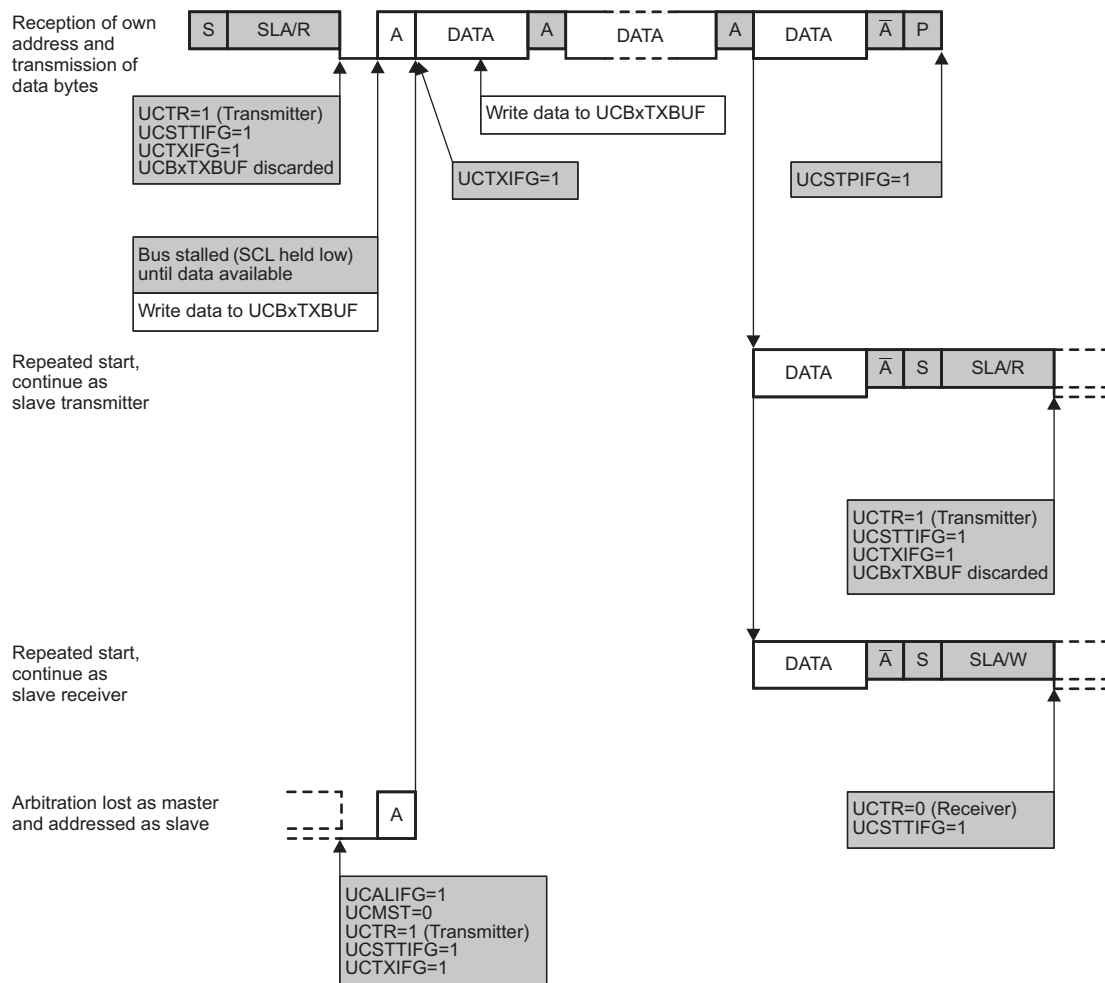 Reception of own
address and
transmission of
data bytes
S SLA/R A DATA A DATA A DATA A̅ P
UCTR=1 (Transmitter)
UCSTTIFG=1
UCTXIFG=1
UCBxTXBUF discarded
Write data to UCBxTXBUF
UCTXIFG=1
UCSTPIFG=1
Bus stalled (SCL held low)
until data available
Write data to UCBxTXBUF
Repeated start,
continue as
slave transmitter
DATA A̅ S SLA/R
UCTR=1 (Transmitter)
UCSTTIFG=1
UCTXIFG=1
UCBxTXBUF discarded
Repeated start,
continue as
slave receiver
DATA A̅ S SLA/W
UCTR=0 (Receiver)
UCSTTIFG=1
Arbitration lost as master
and addressed as slave
A
UCALIFG=1
UCMST=0
UCTR=1 (Transmitter)
UCSTTIFG=1
UCTXIFG=1